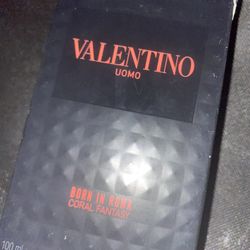 VALENTINO
UOMO
BORN IN ROMA
CORAL FANTASY
100 ml